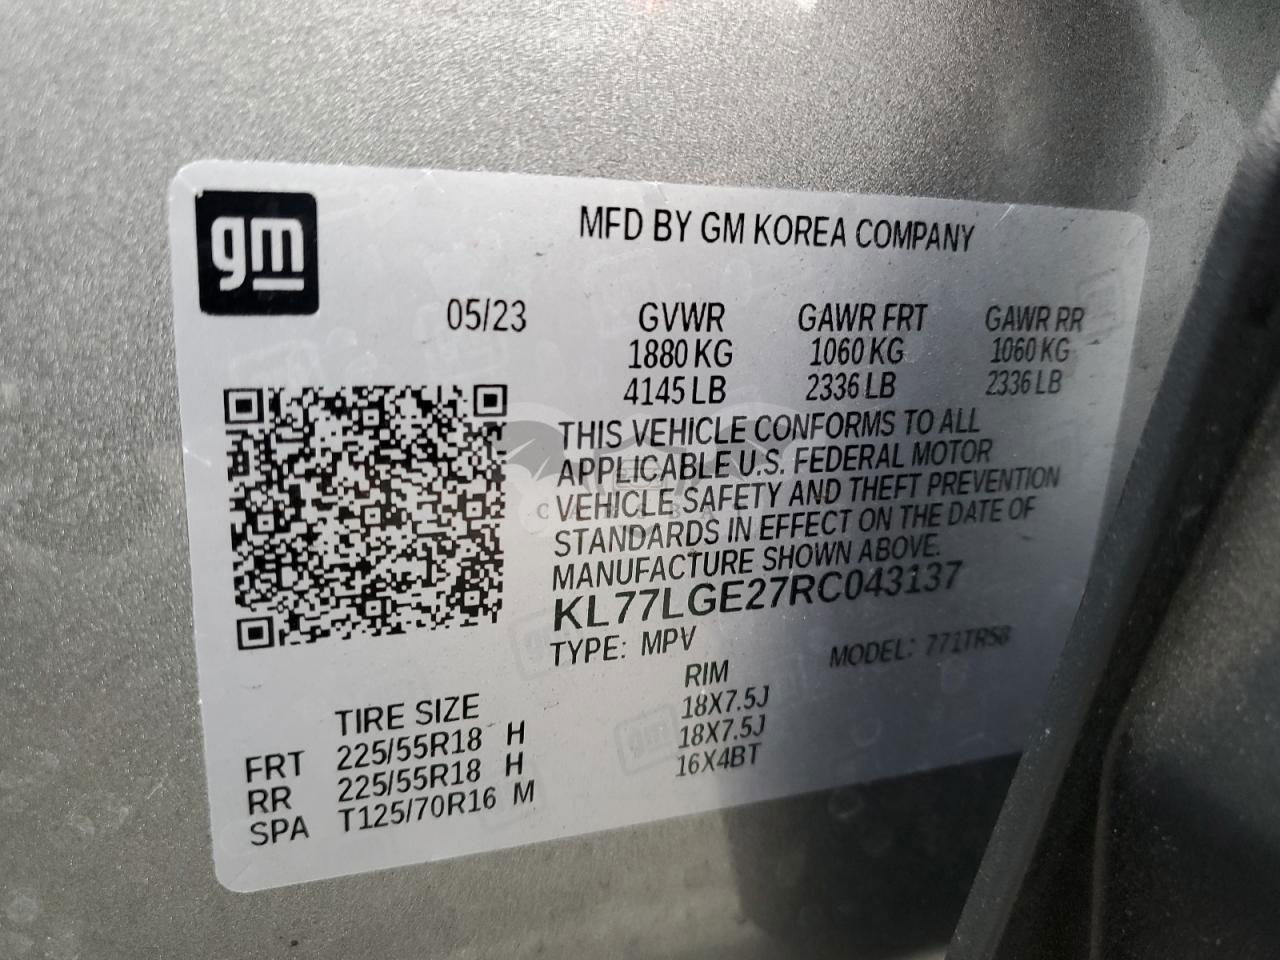 gm
MFD BY GM KOREA COMPANY
05/23 GVWR GAWR FRT GAWR RR
1880 KG 1060 KG 1060 KG
4145 LB 2336 LB 2336 LB
THIS VEHICLE CONFORMS TO ALL
APPLICABLE U.S. FEDERAL MOTOR
VEHICLE SAFETY AND THEFT PREVENTION
STANDARDS IN EFFECT ON THE DATE OF
MANUFACTURE SHOWN ABOVE.
KL77LGE27RC043137
TYPE: MPV MODEL: 771TR58
TIRE SIZE RIM
FRT 225/55R18 H 18X7.5J
RR 225/55R18 H 18X7.5J
SPA T125/70R16 M 16X4BT
gm